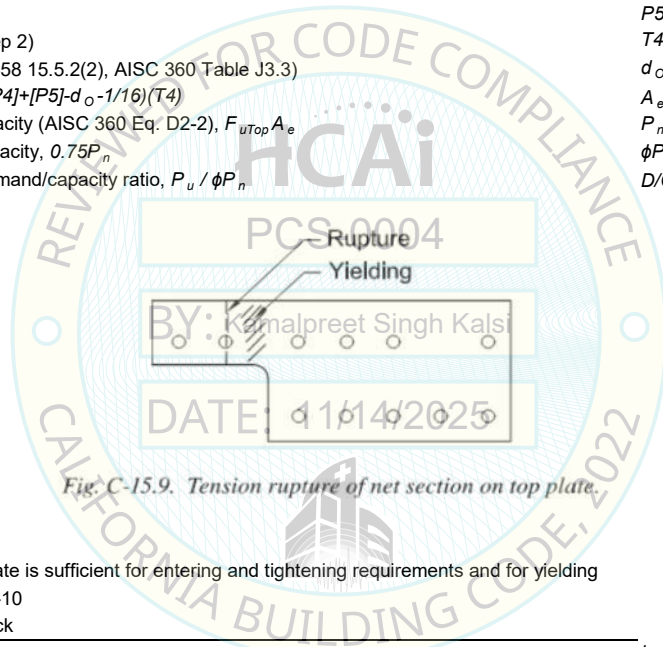 P5
ep 2)
T4
58 15.5.2(2), AISC 360 Table J3.3)
d O
P4]+[P5]-d O -1/16)(T4)
A e
acity (AISC 360 Eq. D2-2), F uTop A e
P n
acity, 0.75P n
ϕP
mand/capacity ratio, P u / ϕP n
D/
REVIEWED FOR CODE COMPLIANCE
HCAi
PCS-0004
Rupture
Yielding
BY: Kamalpreet Singh Kalsi
DATE: 11/14/2025
Fig. C-15.9. Tension rupture of net section on top plate.
CALIFORNIA BUILDING CODE, 2022
ate is sufficient for entering and tightening requirements and for yielding
10
ck